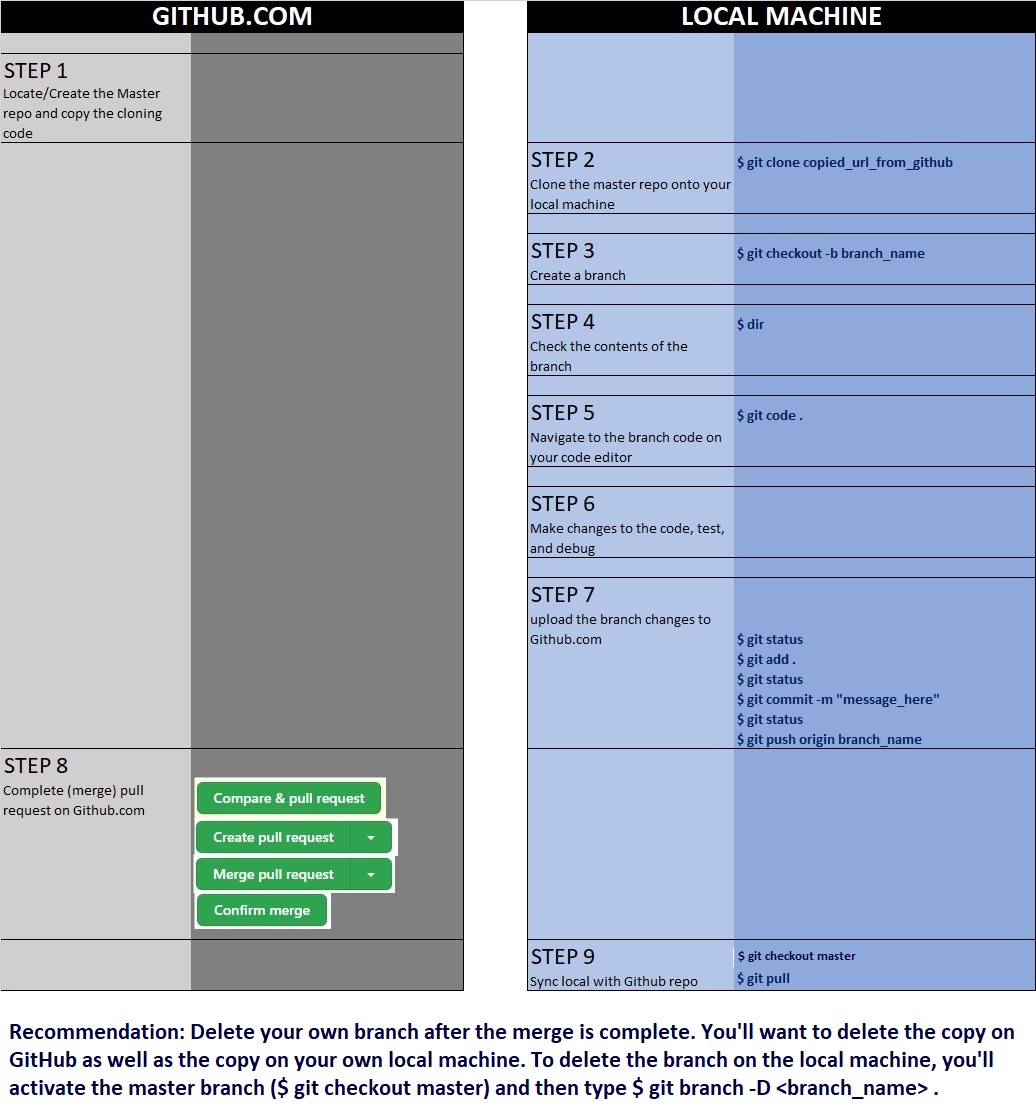 GITHUB.COM
LOCAL MACHINE
STEP 1
Locate/Create the Master
repo and copy the cloning
code
STEP 2
Clone the master repo onto your
local machine
$ git clone copied_url_from_github
STEP 3
Create a branch
$ git checkout -b branch_name
STEP 4
Check the contents of the
branch
$ dir
STEP 5
Navigate to the branch code on
your code editor
$ git code .
STEP 6
Make changes to the code, test,
and debug
STEP 7
upload the branch changes to
Github.com
$ git status
$ git add .
$ git status
$ git commit -m "message_here"
$ git status
$ git push origin branch_name
STEP 8
Complete (merge) pull
request on Github.com
Compare & pull request
Create pull request
Merge pull request
Confirm merge
STEP 9
Sync local with Github repo
$ git checkout master
$ git pull
Recommendation: Delete your own branch after the merge is complete. You'll want to delete the copy on
GitHub as well as the copy on your own local machine. To delete the branch on the local machine, you'll
activate the master branch ($ git checkout master) and then type $ git branch -D <branch_name> .